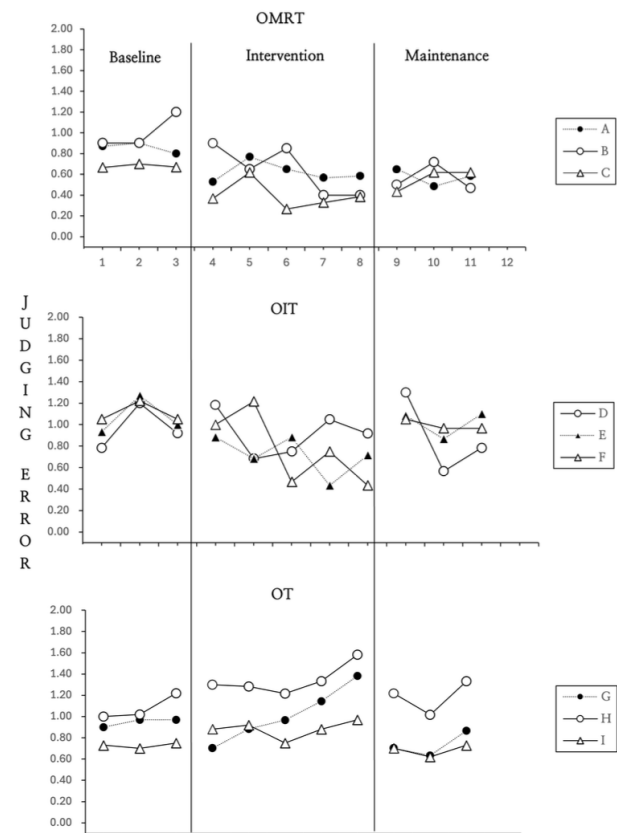 OMRT
2.00
1.80
1.60
1.40
1.20
1.00
0.80
0.60
0.40
0.20
0.00
Baseline
Intervention
Maintenance
1 2 3 4 5 6 7 8 9 10 11 12
A
B
C
JUDGING ERROR
OIT
2.00
1.80
1.60
1.40
1.20
1.00
0.80
0.60
0.40
0.20
0.00
D
E
F
OT
2.00
1.80
1.60
1.40
1.20
1.00
0.80
0.60
0.40
0.20
0.00
G
H
I